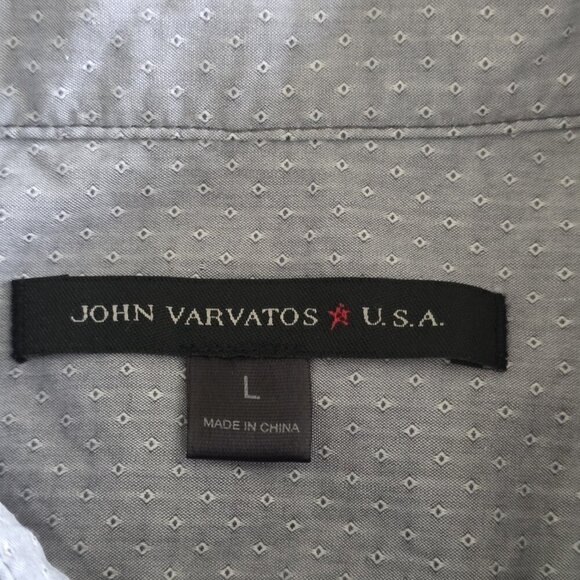 JOHN VARVATOS ★ U.S.A.
L
MADE IN CHINA